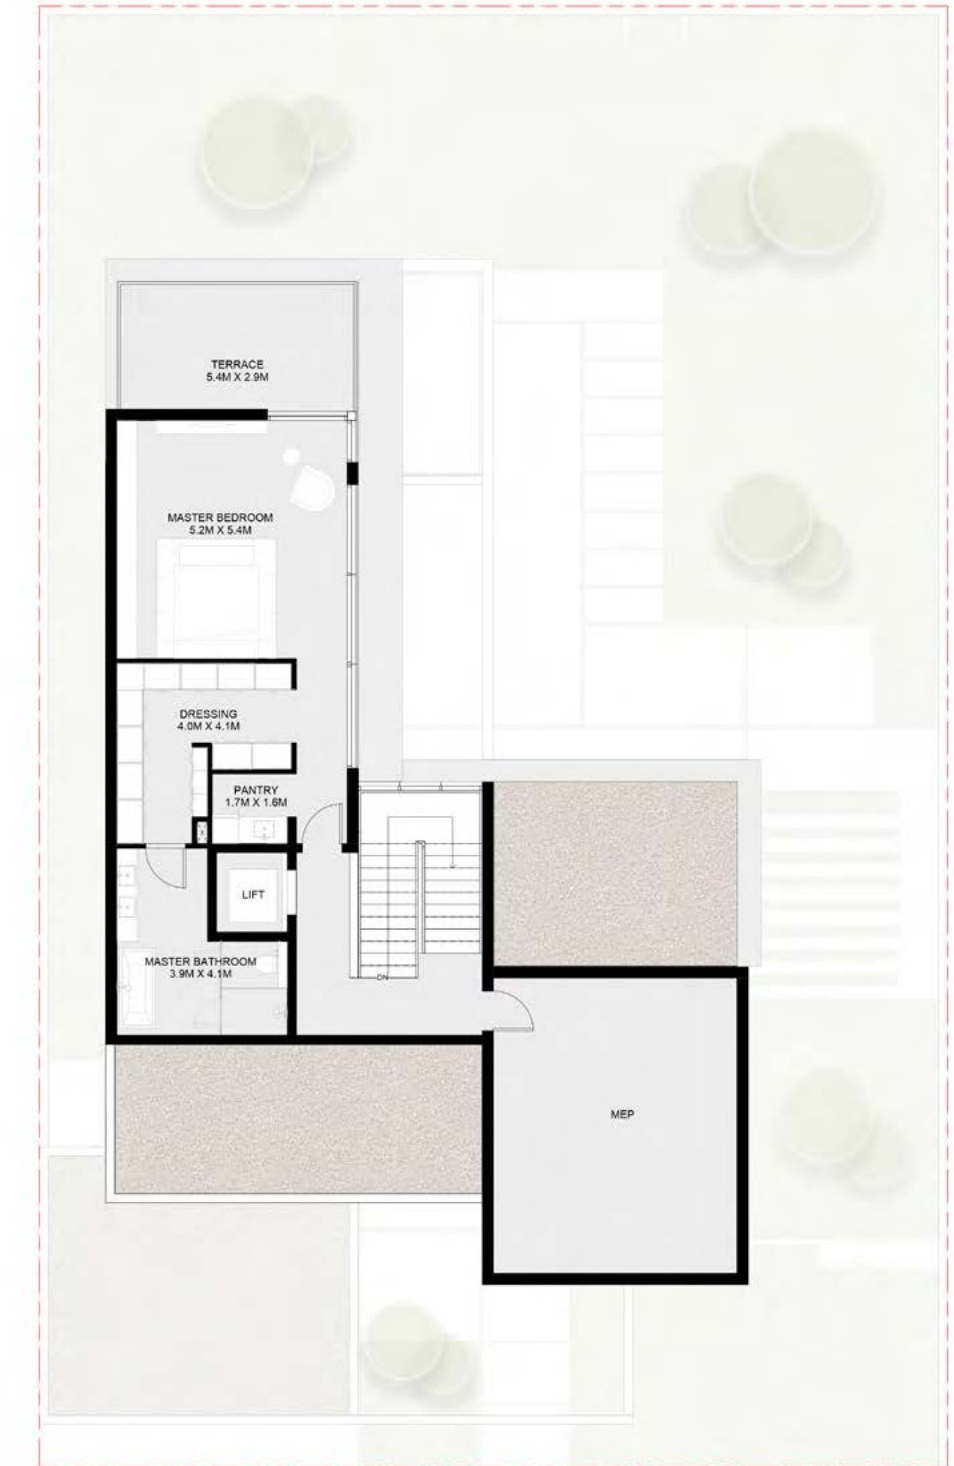 TERRACE
5.4M X 2.9M
MASTER BEDROOM
5.2M X 5.4M
DRESSING
4.0M X 4.1M
PANTRY
1.7M X 1.6M
LIFT
MASTER BATHROOM
3.9M X 4.1M
DN
MEP